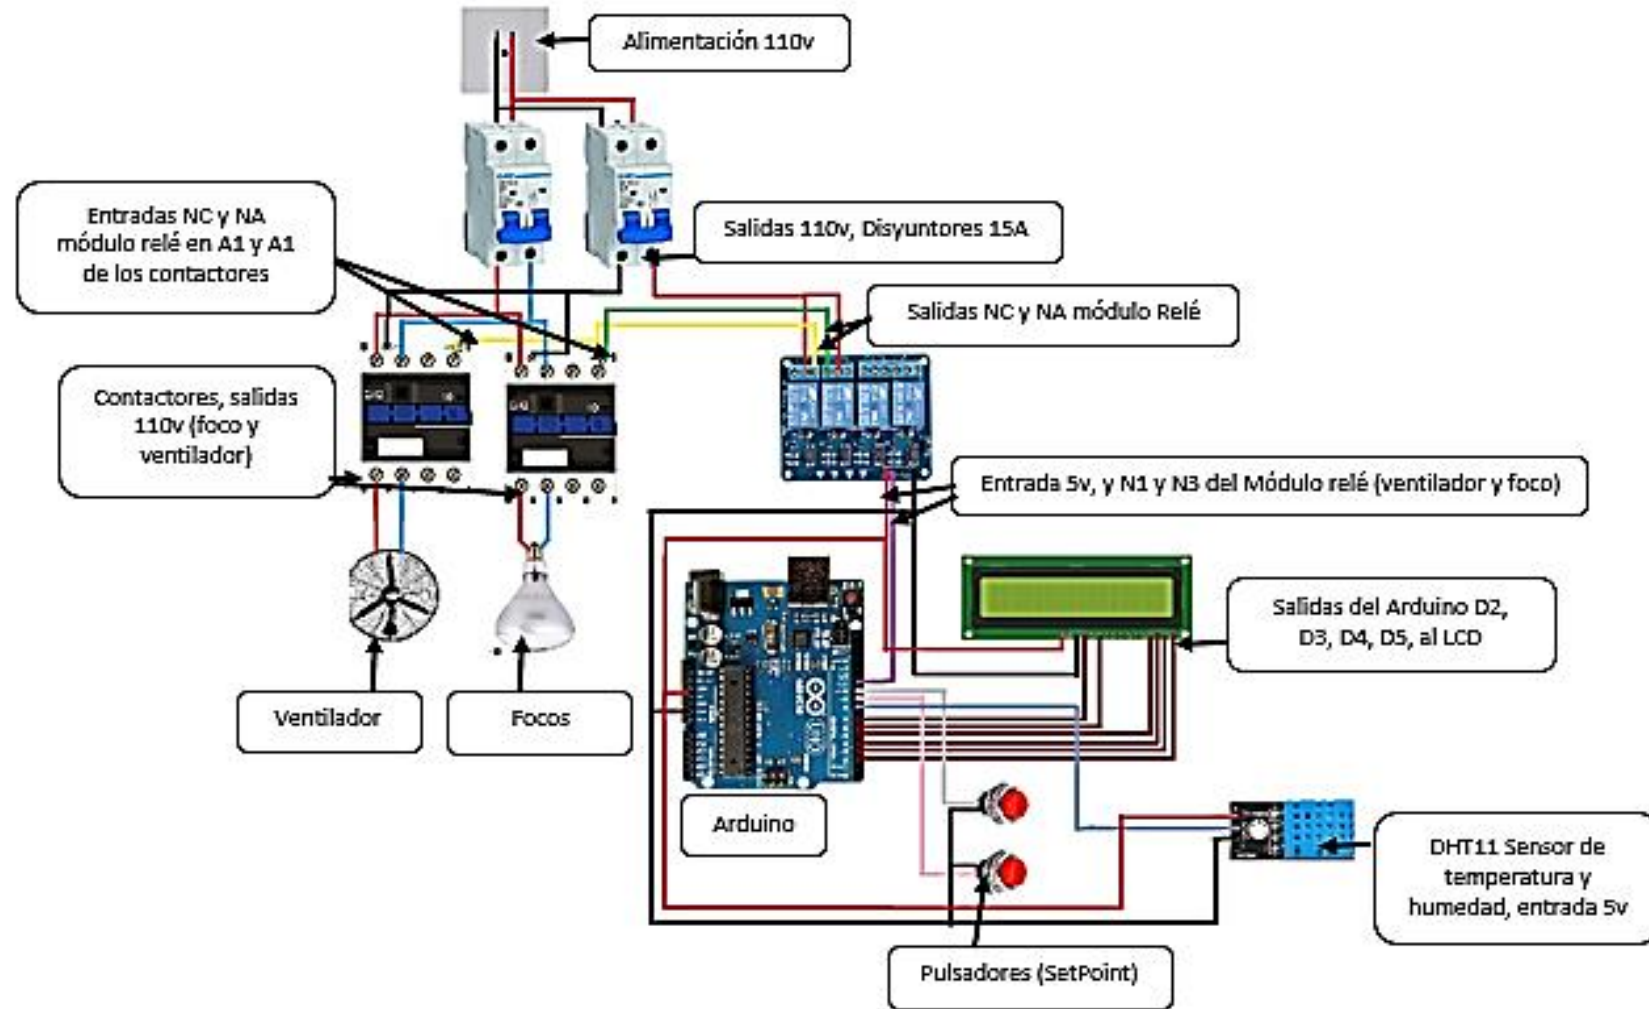 Alimentación 110v
Entradas NC y NA
módulo relé en A1 y A1
de los contactores
Salidas 110v, Disyuntores 15A
Salidas NC y NA módulo Relé
Contactores, salidas
110v (foco y
ventilador)
Entrada 5v, y N1 y N3 del Módulo relé (ventilador y foco)
Salidas del Arduino D2,
D3, D4, D5, al LCD
Ventilador
Focos
Arduino
DHT11 Sensor de
temperatura y
humedad, entrada 5v
Pulsadores (SetPoint)